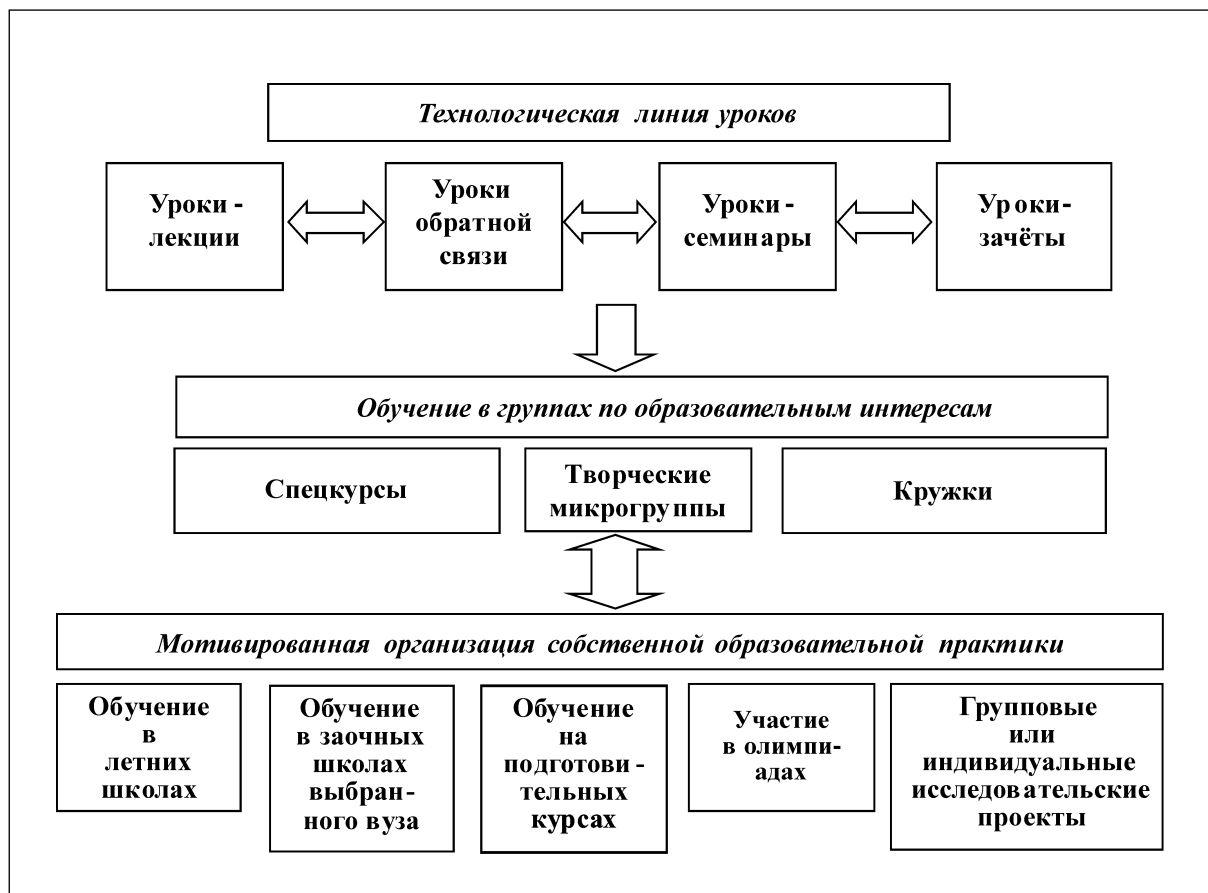 Технологическая линия уроков
Уроки-
лекции
Уроки
обратной
связи
Уроки-
семинары
Уроки-
зачёты
Обучение в группах по образовательным интересам
Спецкурсы
Творческие
микрогруппы
Кружки
Мотивированная организация собственной образовательной практики
Обучение
в
летних
школах
Обучение
в заочных
школах
выбран-
ного вуза
Обучение
на
подготови-
тельных
курсах
Участие
в олимпи-
адах
Групповые
или
индивидуальные
исследовательские
проекты